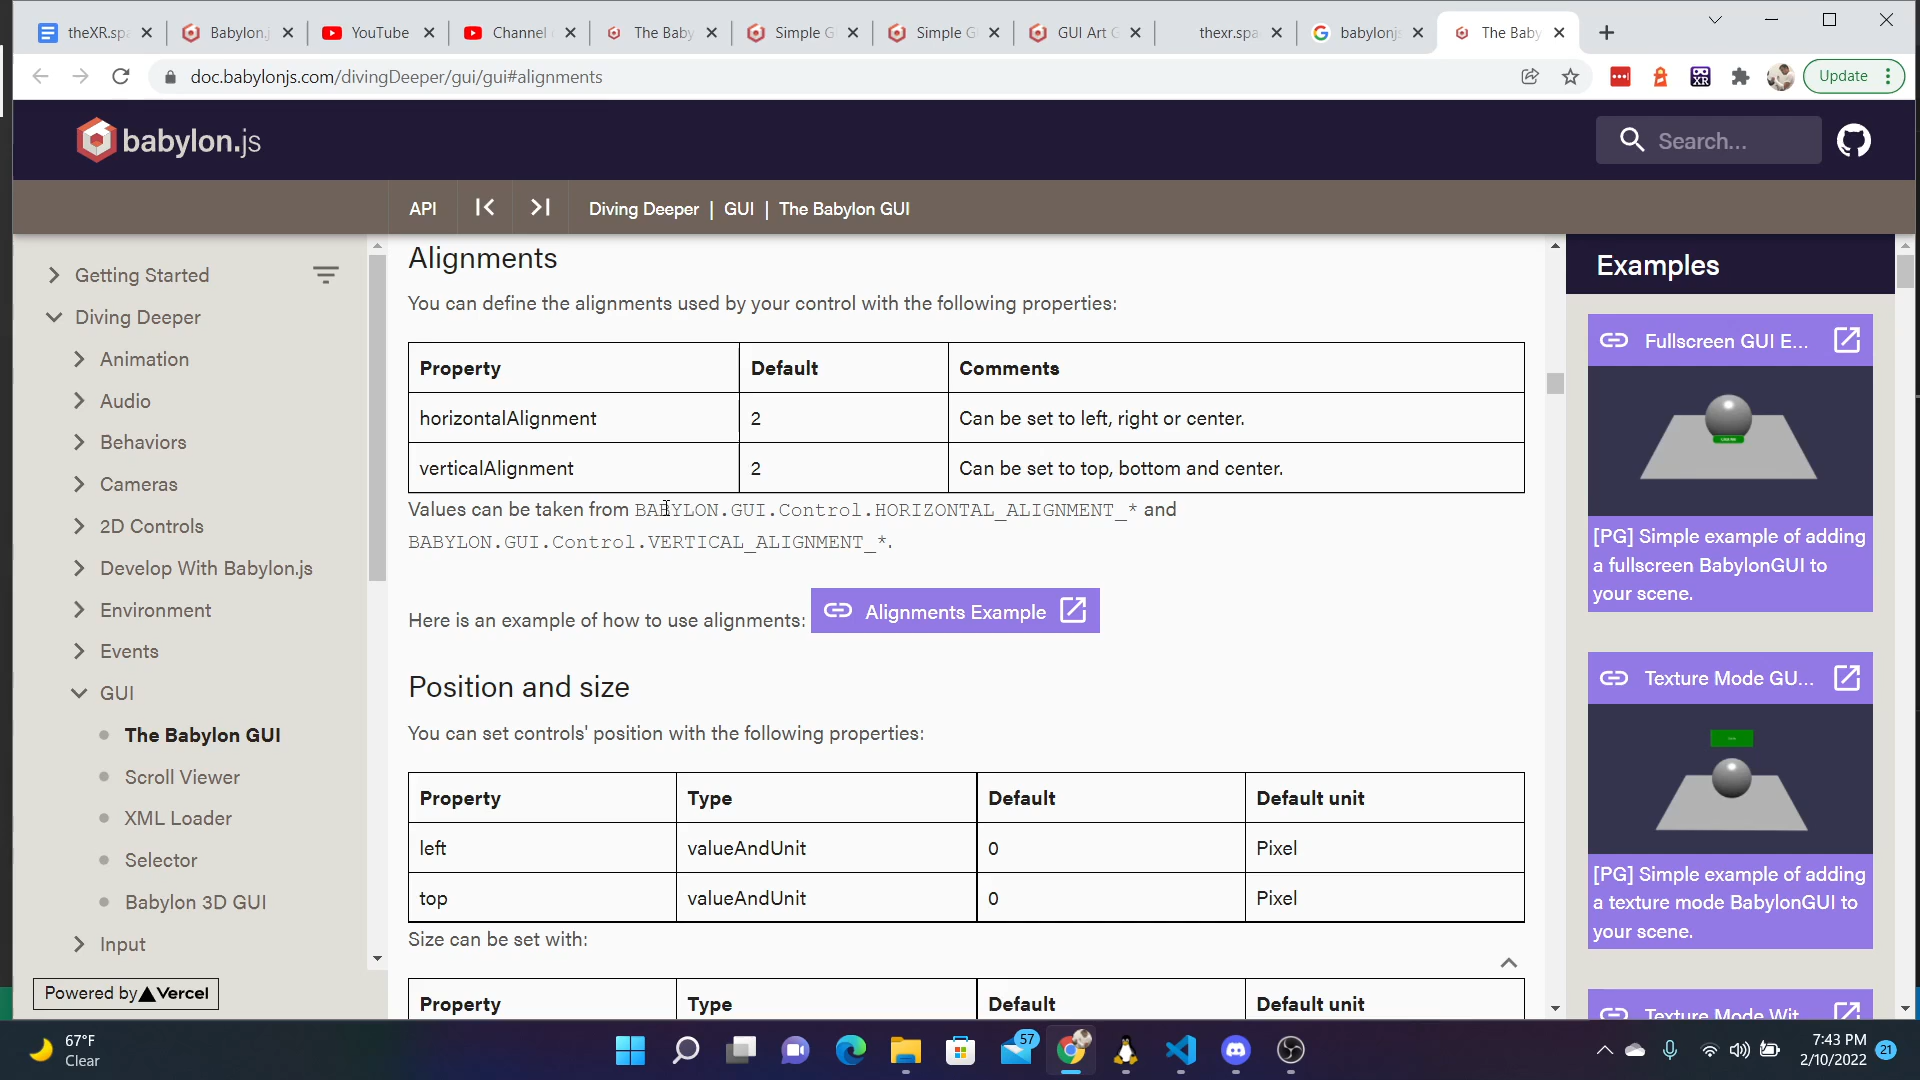 theXR.spa
Babylon.j
YouTube
Channel
The Baby
Simple G
Simple G
GUI Art G
thexr.spa
babylonj
The Baby
doc.babylonjs.com/divingDeeper/gui/gui#alignments
XR
Update
babylon.js
Search...
API
Diving Deeper | GUI | The Babylon GUI
Getting Started
Diving Deeper
Animation
Audio
Behaviors
Cameras
2D Controls
Develop With Babylon.js
Environment
Events
GUI
The Babylon GUI
Scroll Viewer
XML Loader
Selector
Babylon 3D GUI
Input
Powered by Vercel
Alignments
You can define the alignments used by your control with the following properties:
Property Default Comments
horizontalAlignment 2 Can be set to left, right or center.
verticalAlignment 2 Can be set to top, bottom and center.
Values can be taken from BABYLON.GUI.Control.HORIZONTAL_ALIGNMENT_* and
BABYLON.GUI.Control.VERTICAL_ALIGNMENT_*.
Here is an example of how to use alignments: Alignments Example
Position and size
You can set controls' position with the following properties:
Property Type Default Default unit
left valueAndUnit 0 Pixel
top valueAndUnit 0 Pixel
Size can be set with:
Property Type Default Default unit
Examples
Fullscreen GUI E...
[PG] Simple example of adding
a fullscreen BabylonGUI to
your scene.
Texture Mode GU...
[PG] Simple example of adding
a texture mode BabylonGUI to
your scene.
Texture Mode Wit
67°F
Clear
57
7:43 PM
2/10/2022
21